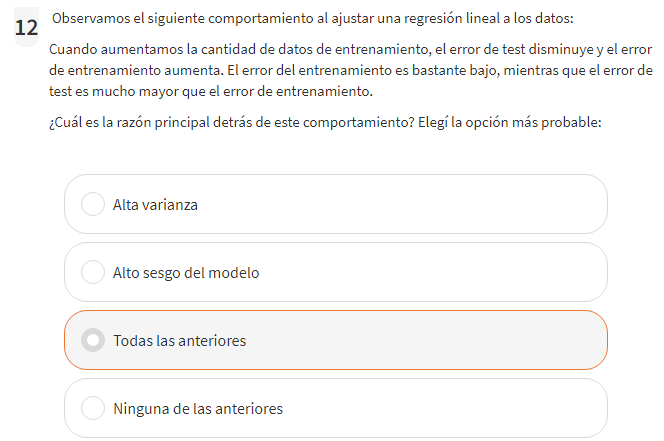 12
Observamos el siguiente comportamiento al ajustar una regresión lineal a los datos:
Cuando aumentamos la cantidad de datos de entrenamiento, el error de test disminuye y el error
de entrenamiento aumenta. El error del entrenamiento es bastante bajo, mientras que el error de
test es mucho mayor que el error de entrenamiento.
¿Cuál es la razón principal detrás de este comportamiento? Elegí la opción más probable:
Alta varianza
Alto sesgo del modelo
Todas las anteriores
Ninguna de las anteriores